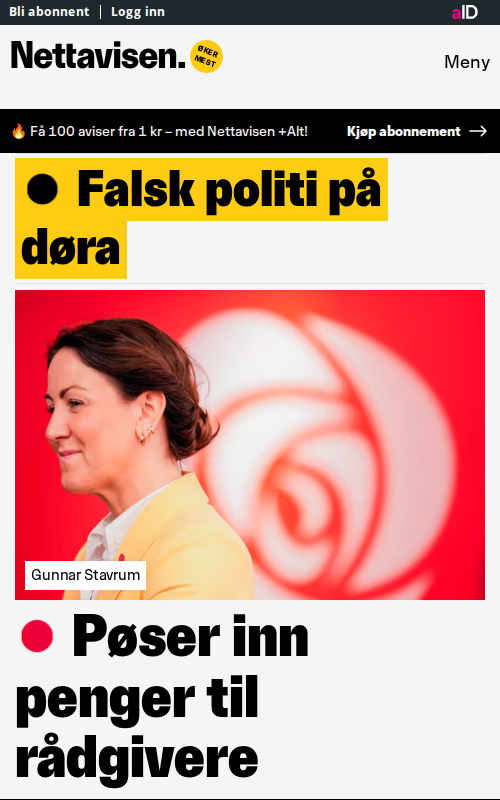 Bli abonnent | Logg inn
aID
Nettavisen.
ØKER
MEST
Meny
🔥 Få 100 aviser fra 1 kr – med Nettavisen +Alt!
Kjøp abonnement →
Falsk politi på
døra
Gunnar Stavrum
Pøser inn
penger til
rådgivere